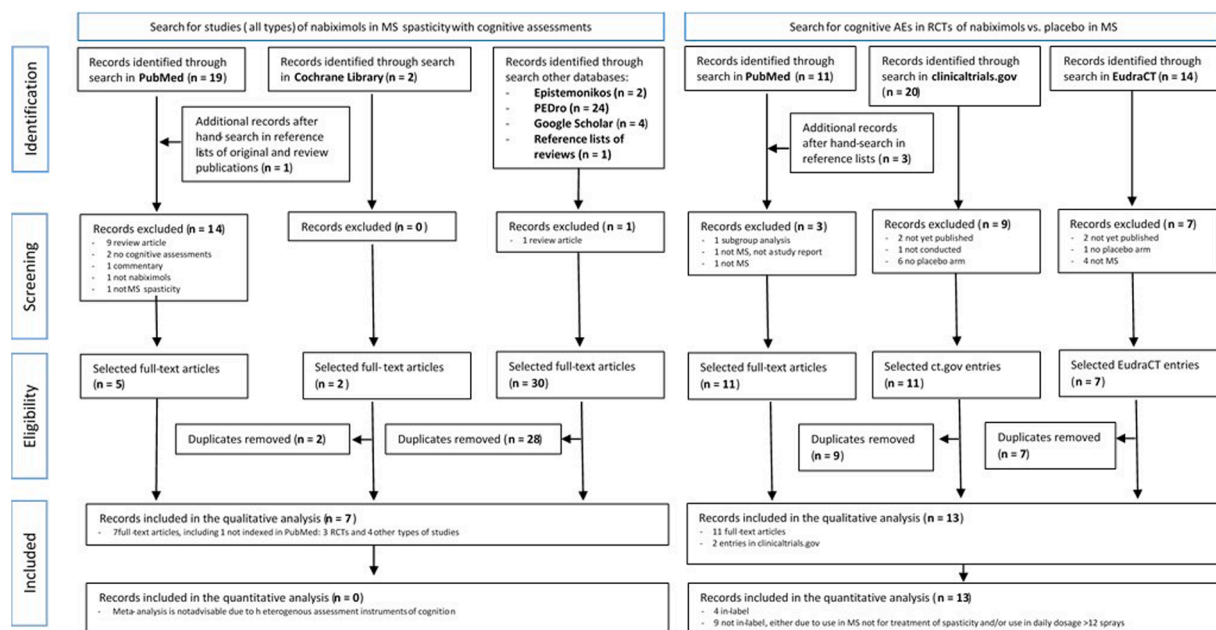 Search for studies ( all types) of nabiximols in MS spasticity with cognitive assessments
Search for cognitive AEs in RCTs of nabiximols vs. placebo in MS
Identification
Records identified through
search in PubMed (n = 19)
Records identified through search
in Cochrane Library (n = 2)
Records identified through
search other databases:
- Epistemonikos (n = 2)
- PEDro (n = 24)
- Google Scholar (n = 4)
- Reference lists of
reviews (n = 1)
Additional records after
hand-search in reference
lists of original and review
publications (n = 1)
Records identified through
search in PubMed (n = 11)
Records identified through
search in clinicaltrials.gov
(n = 20)
Records identified through
search in EudraCT (n = 14)
Additional records
after hand-search in
reference lists (n = 3)
Screening
Records excluded (n = 14)
- 9 review article
- 2 no cognitive assessments
- 1 commentary
- 1 not nabiximols
- 1 not MS spasticity
Records excluded (n = 0)
Records excluded (n = 1)
- 1 review article
Records excluded (n = 3)
- 1 subgroup analysis
- 1 not MS, not a study report
- 1 not MS
Records excluded (n = 9)
- 2 not yet published
- 1 not conducted
- 6 no placebo arm
Records excluded (n = 7)
- 2 not yet published
- 1 no placebo arm
- 4 not MS
Eligibility
Selected full-text articles
(n = 5)
Selected full- text articles
(n = 2 )
Selected full-text articles
(n = 30)
Selected full-text articles
(n = 11)
Selected ct.gov entries
(n = 11)
Selected EudraCT entries
(n = 7)
Duplicates removed (n = 2)
Duplicates removed (n = 28)
Duplicates removed
(n = 9)
Duplicates removed
(n = 7)
Included
Records included in the qualitative analysis (n = 7)
- 7full-text articles, including 1 not indexed in PubMed: 3 RCTs and 4 other types of studies
Records included in the qualitative analysis (n = 13)
- 11 full-text articles
- 2 entries in clinicaltrials.gov
Records included in the quantitative analysis (n = 0)
- Meta- analysis is notadvisable due to h eterogenous assessment instruments of cognition
Records included in the quantitative analysis (n = 13)
- 4 in-label
- 9 not in-label, either due to use in MS not for treatment of spasticity and/or use in daily dosage >12 sprays